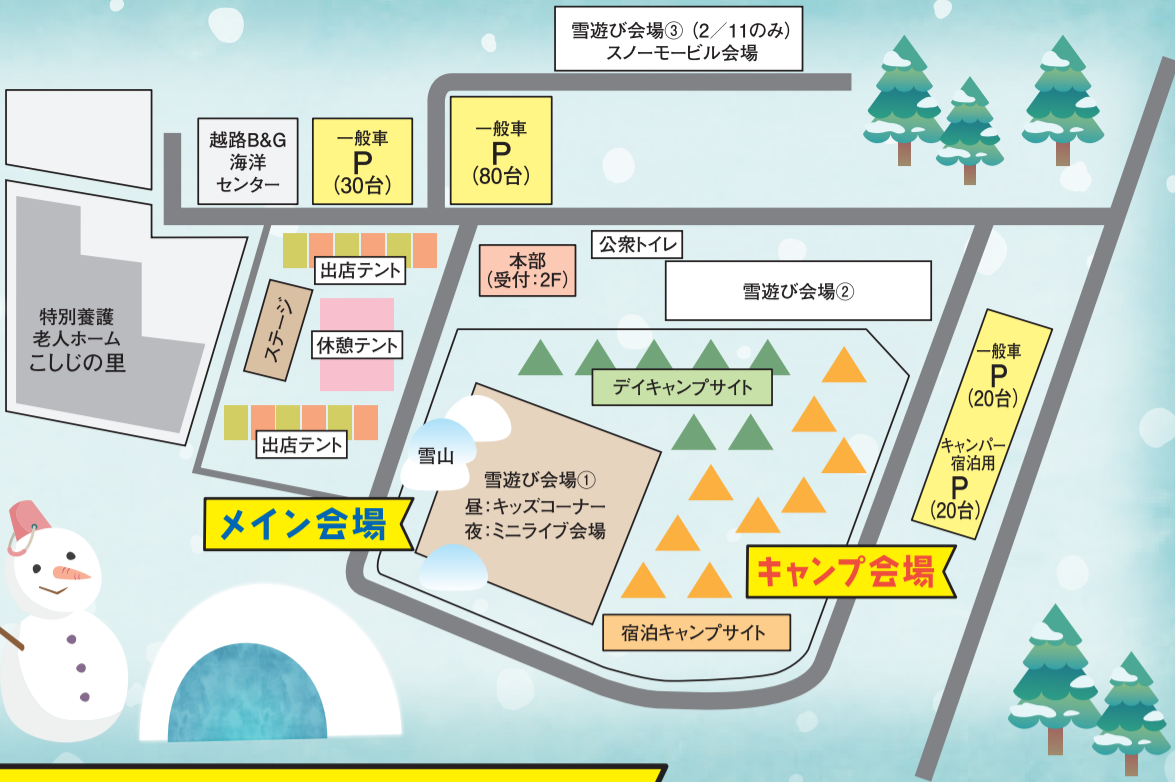 雪遊び会場③ (2／11のみ)
スノーモービル会場
越路B&G
海洋
センター
一般車
P
(30台)
一般車
P
(80台)
特別養護
老人ホーム
こしじの里
出店テント
ステージ
休憩テント
出店テント
メイン会場
本部
(受付：2F)
公衆トイレ
雪遊び会場②
デイキャンプサイト
雪山
雪遊び会場①
昼：キッズコーナー
夜：ミニライブ会場
キャンプ会場
宿泊キャンプサイト
一般車
P
(20台)
キャンパー
宿泊用
P
(20台)